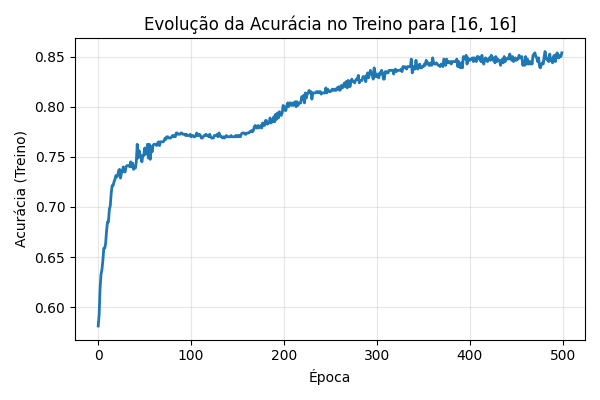 Evolução da Acurácia no Treino para [16, 16]
Acurácia (Treino)
0.85
0.80
0.75
0.70
0.65
0.60
0 100 200 300 400 500
Época